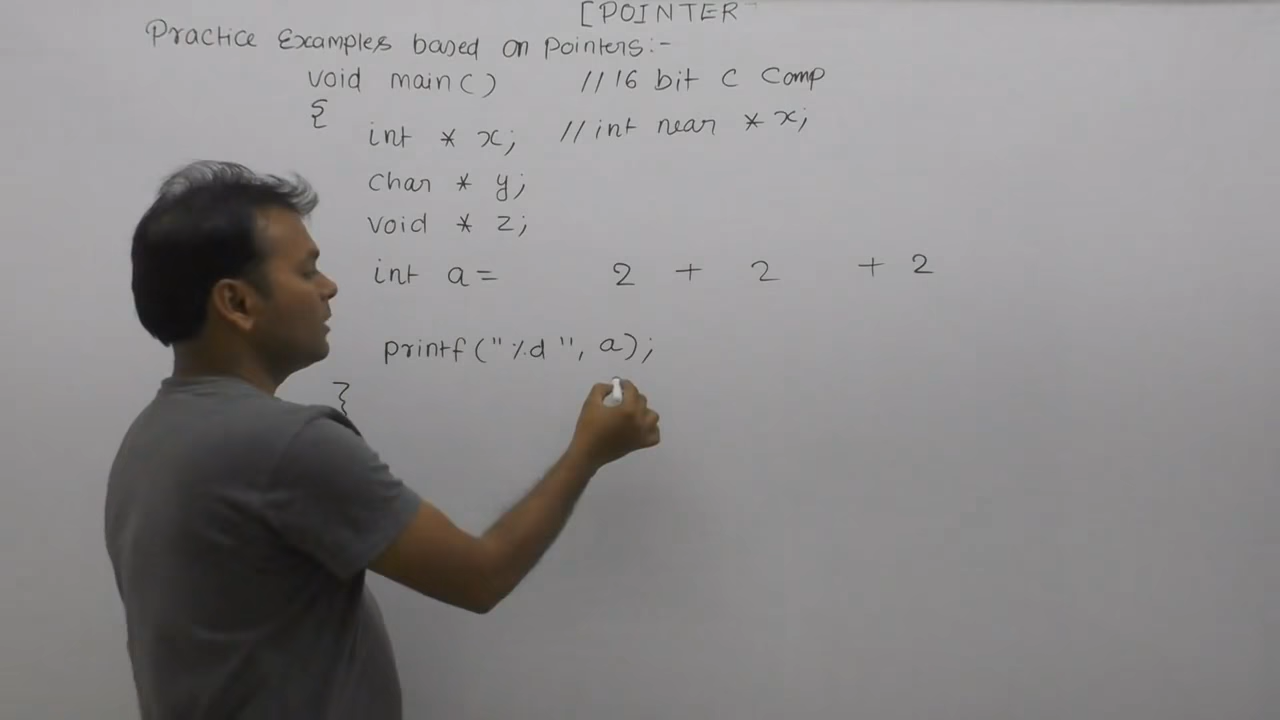 [POINTER
Practice Examples based on Pointers:-
void main() //16 bit C Comp
{
int * x; //int near * x;
char * y;
void * z;
int a= 2 + 2 + 2
printf("%d", a);
}